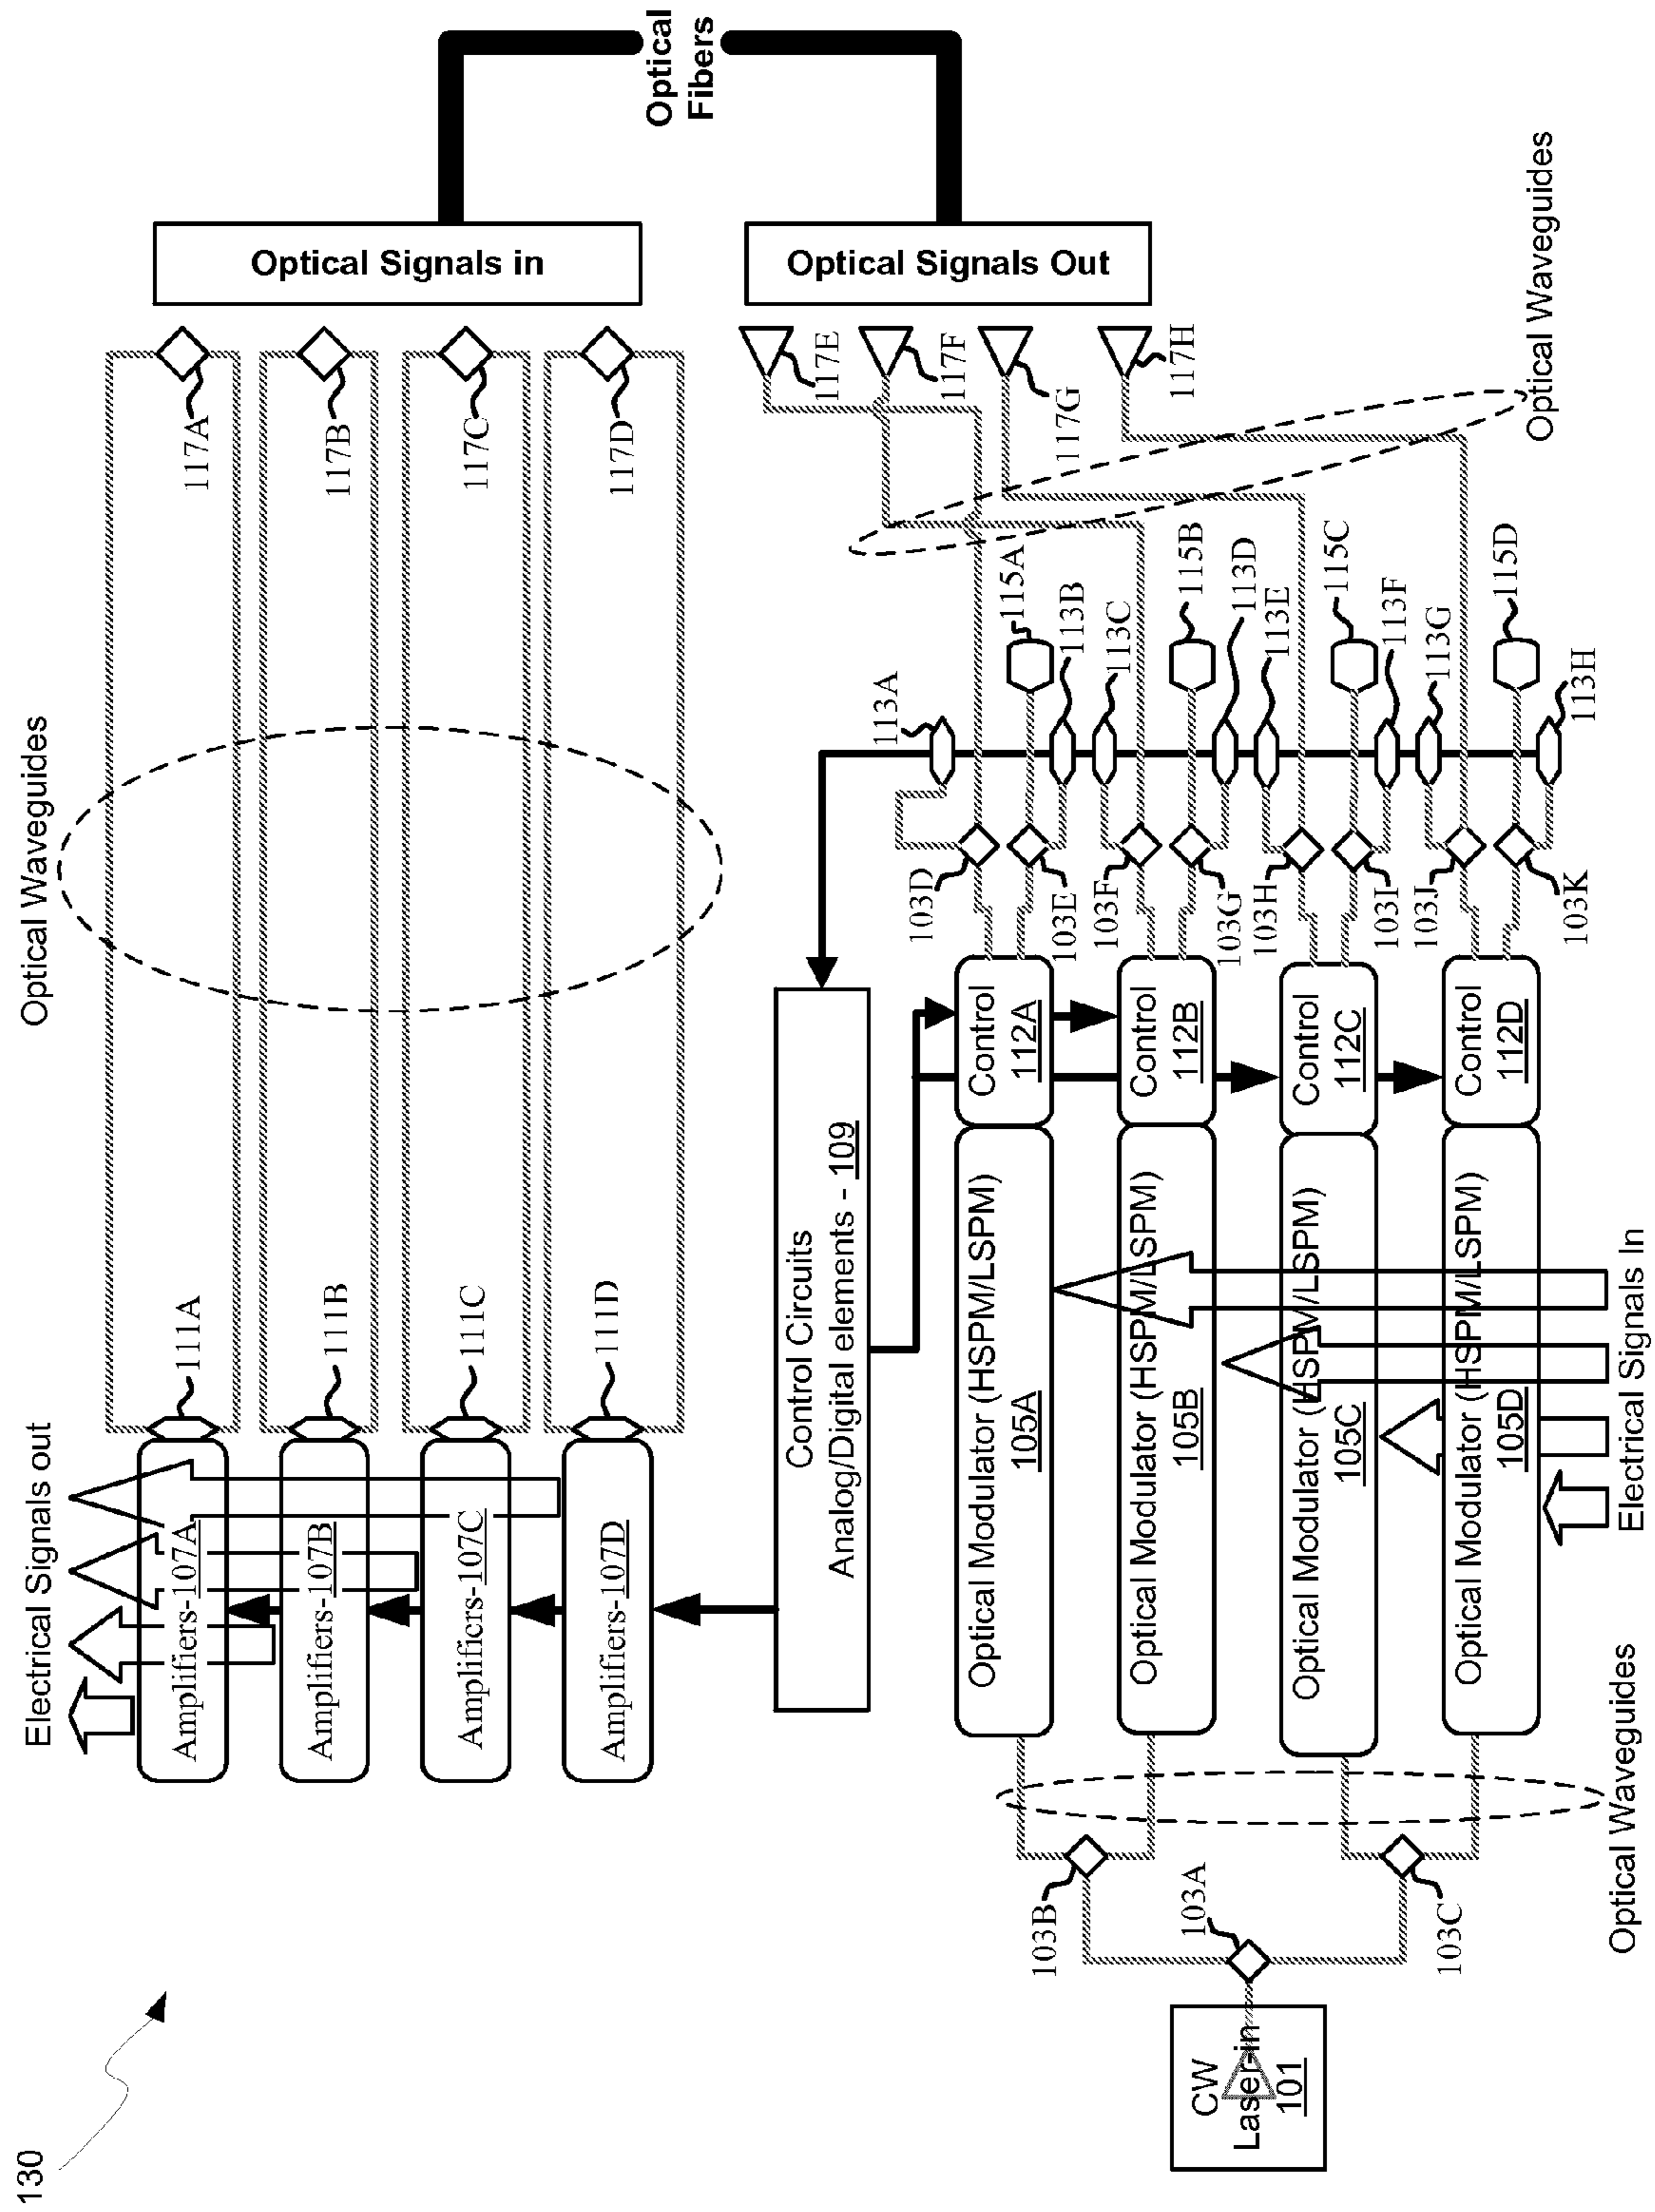 130
Electrical Signals out
Optical Waveguides
Amplifiers-107A
Amplifiers-107B
Amplifiers-107C
Amplifiers-107D
111A
111B
111C
111D
117A
117B
117C
117D
Optical Signals in
Optical
Fibers
Optical Signals Out
117E
117F
117G
117H
Optical Waveguides
Control Circuits
Analog/Digital elements - 109
113A
115A
113B
113C
115B
113D
113E
115C
113F
113G
115D
113H
103D
103E
103F
103G
103H
103I
103J
103K
Optical Modulator (HSPM/LSPM)
105A
Control
112A
Optical Modulator (HSPM/LSPM)
105B
Control
112B
Optical Modulator (HSPM/LSPM)
105C
Control
112C
Optical Modulator (HSPM/LSPM)
105D
Control
112D
103B
103A
103C
CW
Laser-in
101
Optical Waveguides
Electrical Signals In